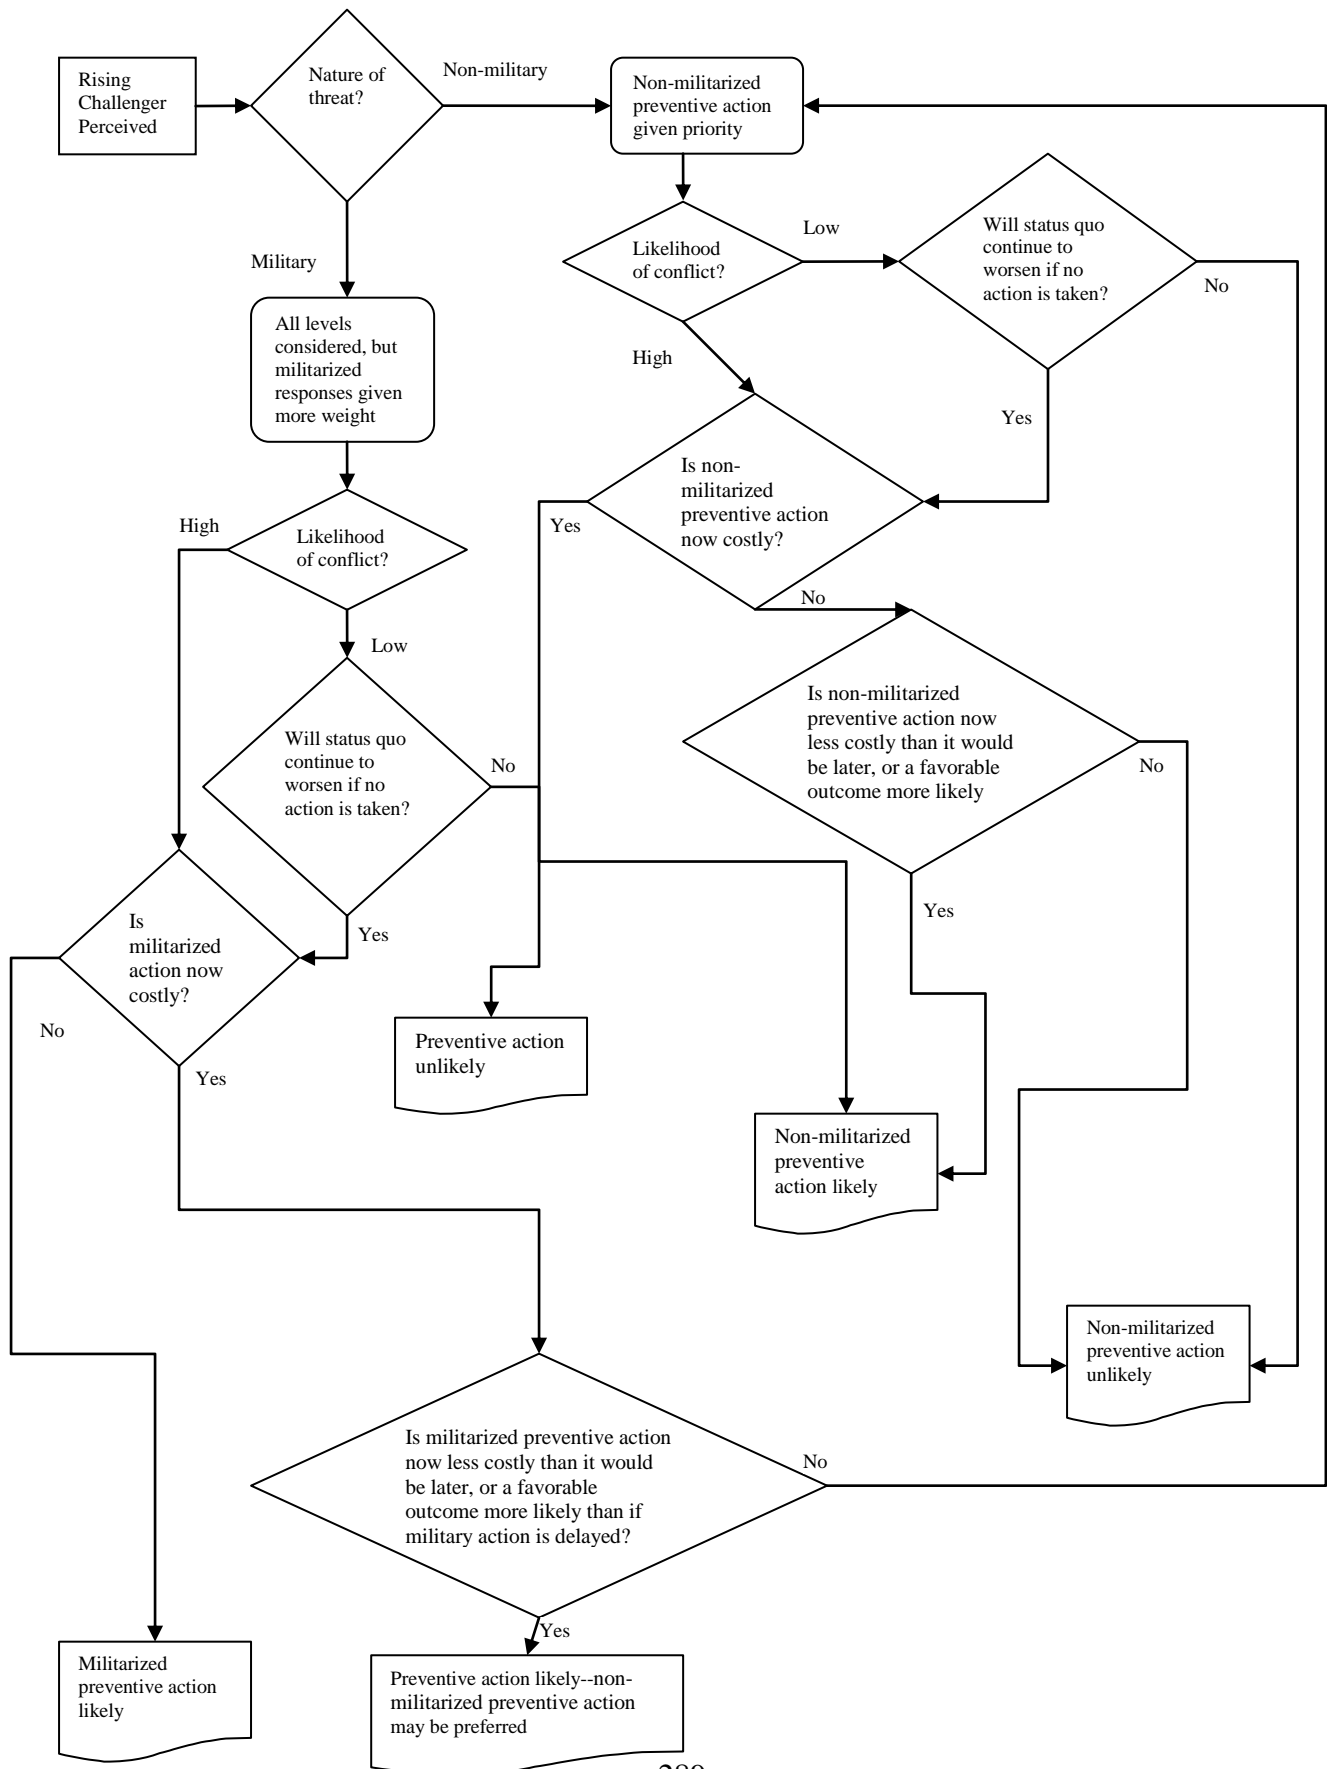 Rising
Challenger
Perceived
Nature of
threat?
Non-military
Non-militarized
preventive action
given priority
Military
Likelihood
of conflict?
Low
Will status quo
continue to
worsen if no
action is taken?
No
High
Yes
All levels
considered, but
militarized
responses given
more weight
Is non-
militarized
preventive action
now costly?
Yes
No
High
Likelihood
of conflict?
Low
Will status quo
continue to
worsen if no
action is taken?
No
Yes
Is non-militarized
preventive action now
less costly than it would
be later, or a favorable
outcome more likely
No
Yes
Is
militarized
action now
costly?
No
Yes
Preventive action
unlikely
Non-militarized
preventive
action likely
Non-militarized
preventive action
unlikely
Is militarized preventive action
now less costly than it would
be later, or a favorable
outcome more likely than if
military action is delayed?
No
Yes
Militarized
preventive action
likely
Preventive action likely--non-
militarized preventive action
may be preferred